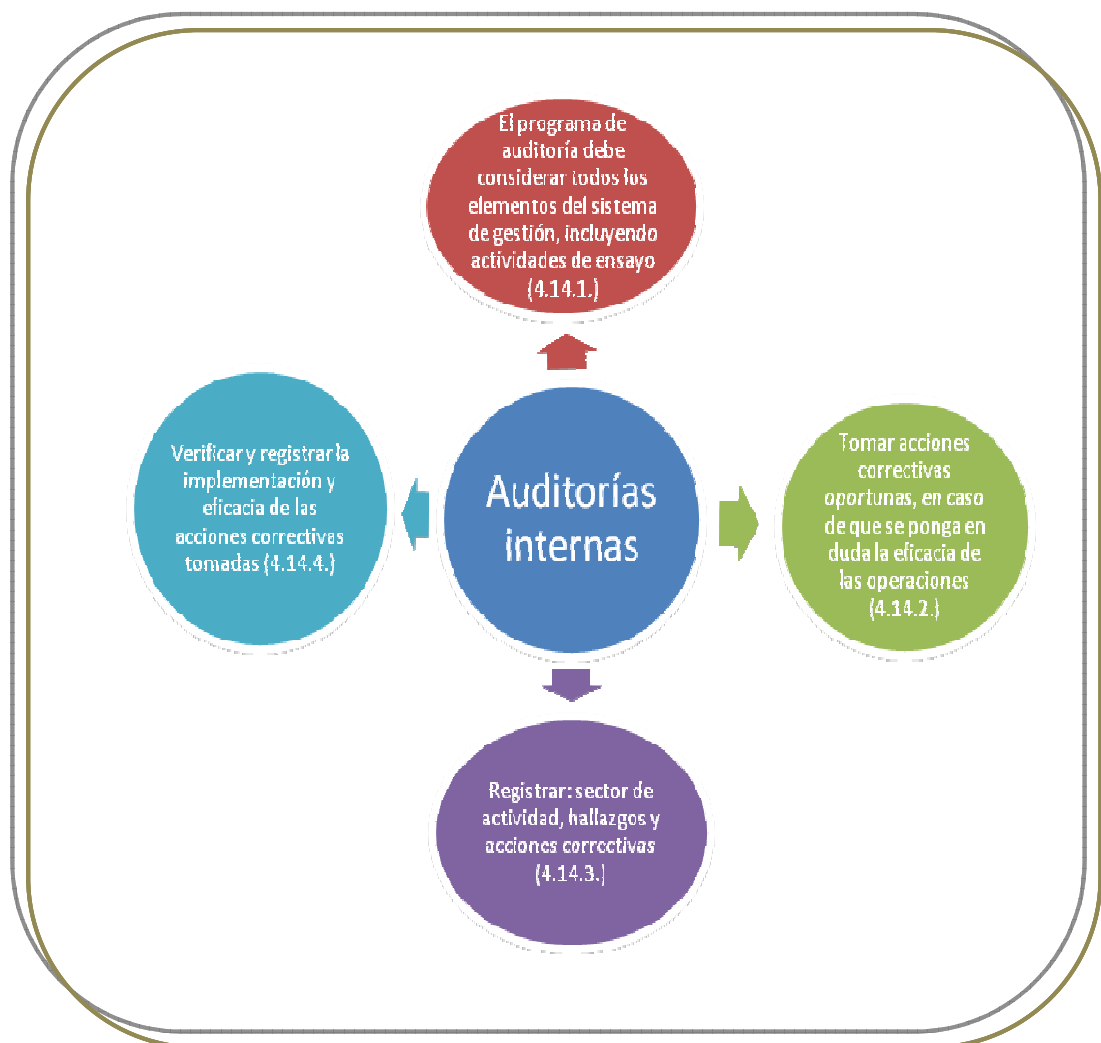 El programa de
auditoría debe
considerar todos los
elementos del sistema
de gestión, incluyendo
actividades de ensayo
(4.14.1.)
Verificar y registrar la
implementación y
eficacia de las
acciones correctivas
tomadas (4.14.4.)
Auditorías
internas
Tomar acciones
correctivas
oportunas, en caso
de que se ponga en
duda la eficacia de
las operaciones
(4.14.2.)
Registrar: sector de
actividad, hallazgos y
acciones correctivas
(4.14.3.)